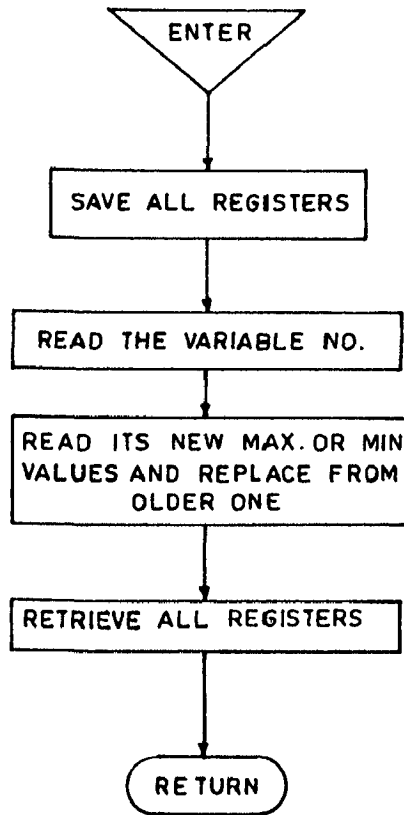 ENTER
SAVE ALL REGISTERS
READ THE VARIABLE NO.
READ ITS NEW MAX. OR MIN
VALUES AND REPLACE FROM
OLDER ONE
RETRIEVE ALL REGISTERS
RETURN